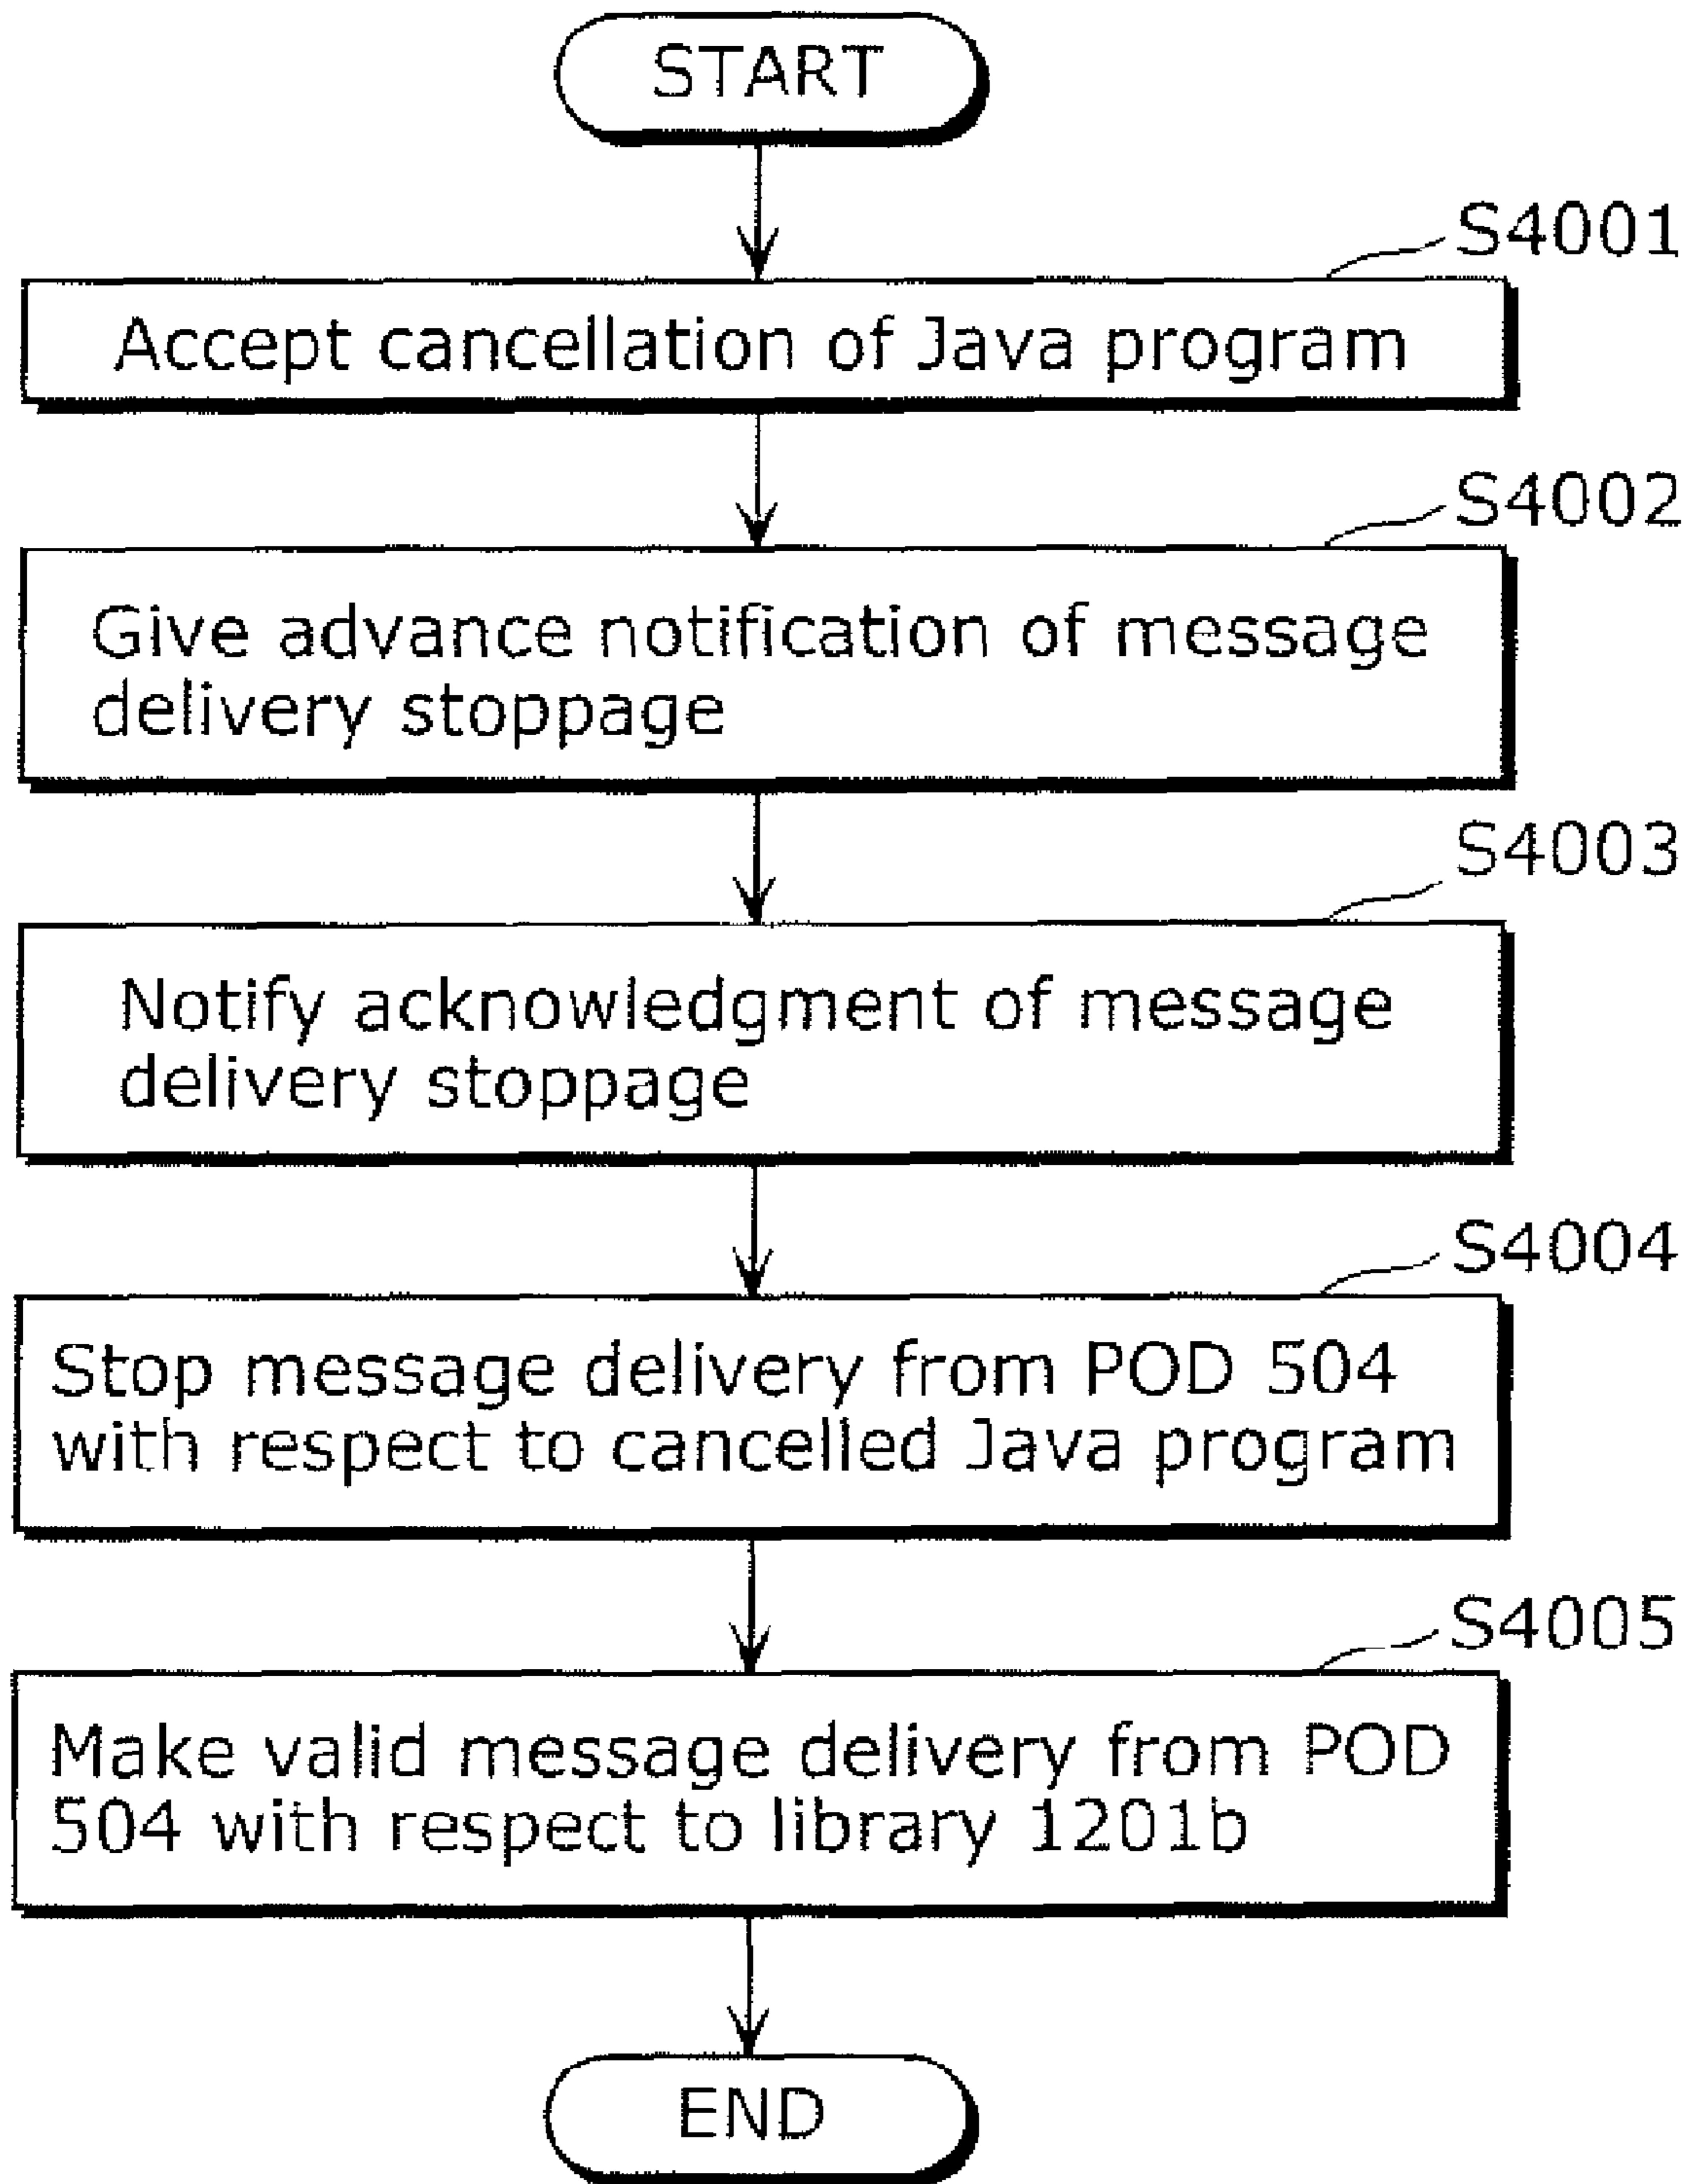 START
S4001
Accept cancellation of Java program
S4002
Give advance notification of message
delivery stoppage
S4003
Notify acknowledgment of message
delivery stoppage
S4004
Stop message delivery from POD 504
with respect to cancelled Java program
S4005
Make valid message delivery from POD
504 with respect to library 1201b
END